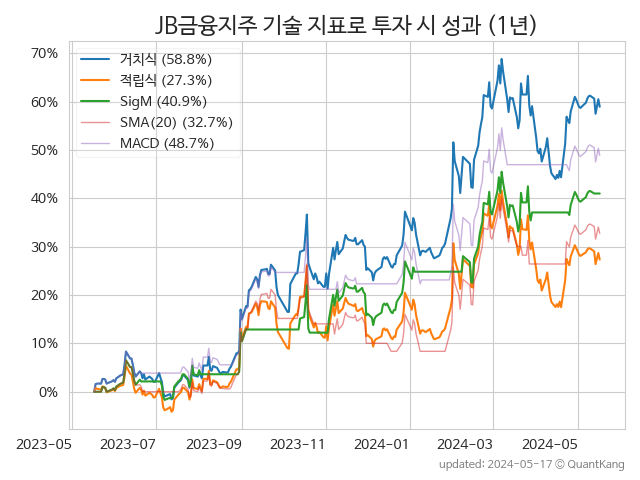 JB금융지주 기술 지표로 투자 시 성과 (1년)
70%
60%
50%
40%
30%
20%
10%
0%
거치식 (58.8%)
적립식 (27.3%)
SigM (40.9%)
SMA(20) (32.7%)
MACD (48.7%)
2023-05 2023-07 2023-09 2023-11 2024-01 2024-03 2024-05
updated: 2024-05-17 © QuantKang